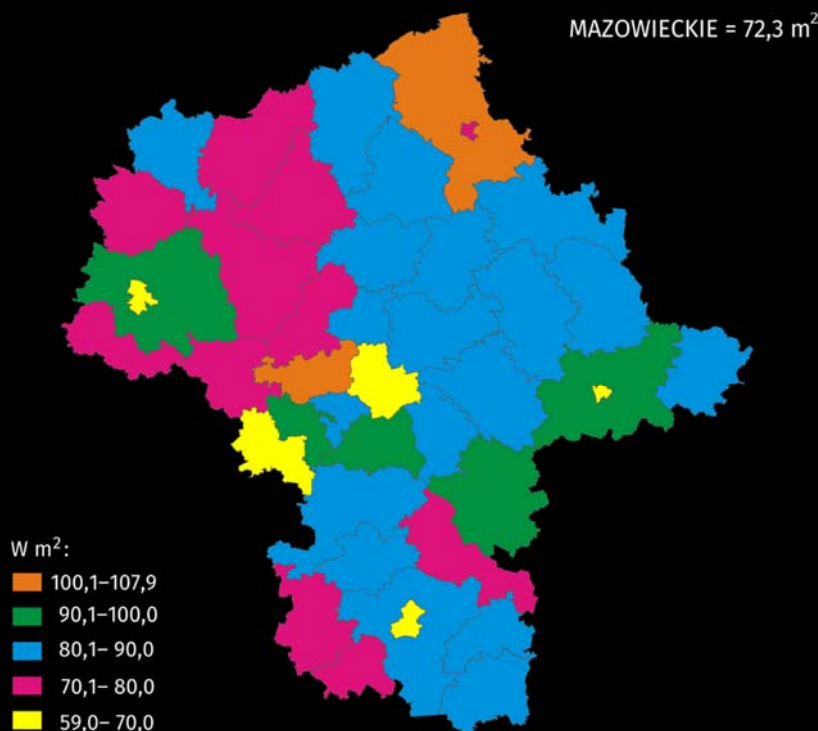 MAZOWIECKIE = 72,3 m²
W m²:
100,1–107,9
90,1–100,0
80,1– 90,0
70,1– 80,0
59,0– 70,0